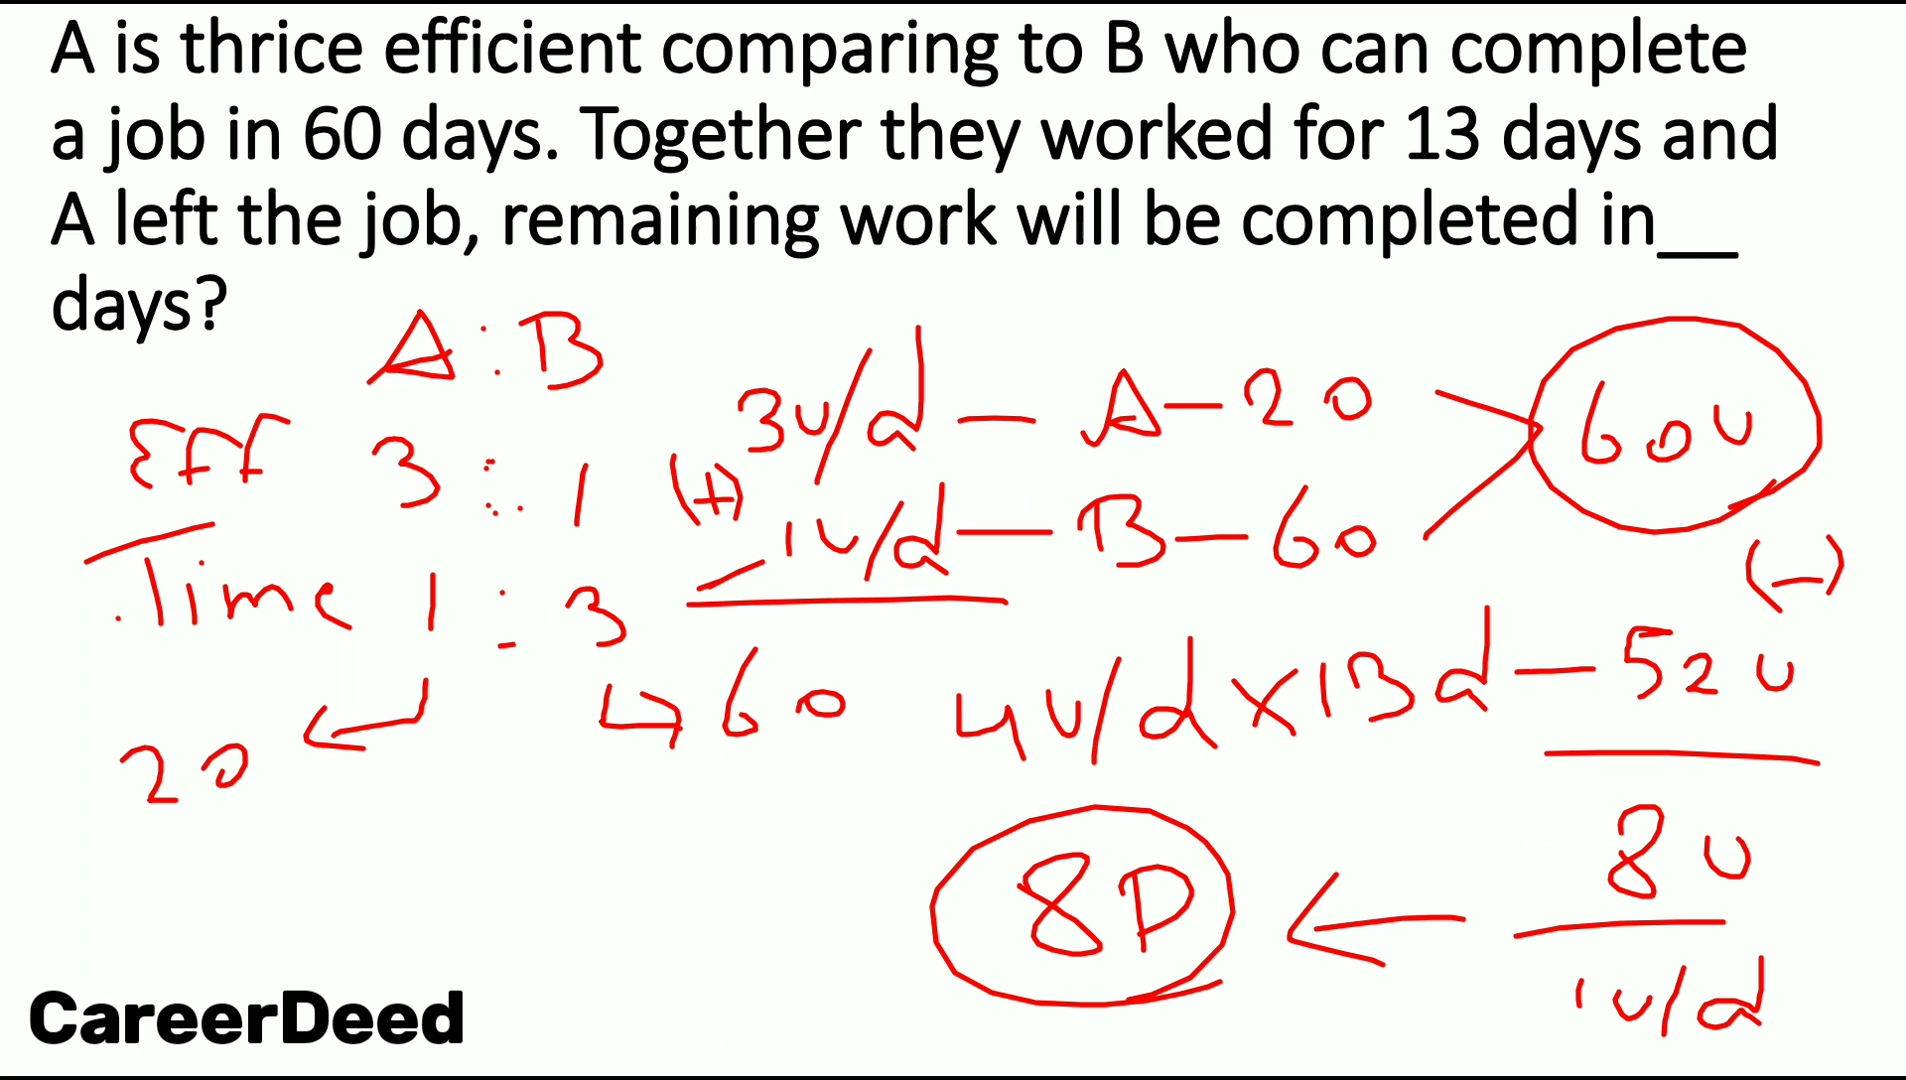 A is thrice efficient comparing to B who can complete
a job in 60 days. Together they worked for 13 days and
A left the job, remaining work will be completed in__
days?
A : B
Eff 3 : 1
Time 1 : 3
20
60
3u/d — A — 20
(+) 1u/d — B — 60
60u
(-)
4u/d x 13d — 52u
8u
1u/d
8D
CareerDeed